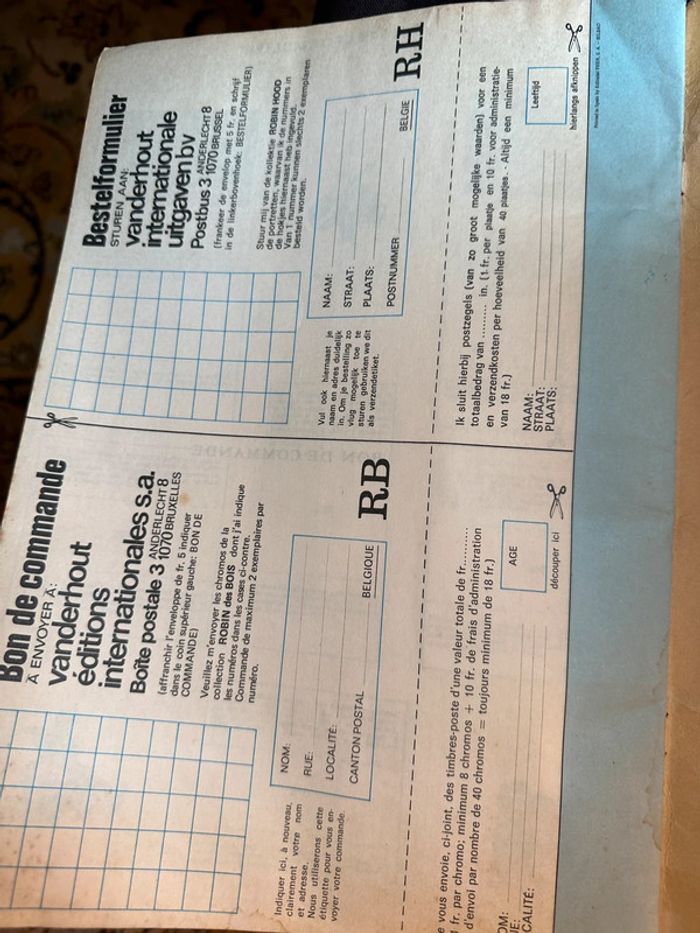 Bon de commande
À ENVOYER À:
vanderhout
éditions
internationales s.a.
Boîte postale 3 ANDERLECHT 8
1070 BRUXELLES
(affranchir l'enveloppe de fr. 5 indiquer
dans le coin supérieur gauche: BON DE
COMMANDE)
Veuillez m'envoyer les chromos de la
collection ROBIN des BOIS dont j'ai indique
les numéros dans les cases ci-contre.
Commande de maximum 2 exemplaires par
numéro.
Indiquer ici, à nouveau,
clairement votre nom
et adresse.
Nous utiliserons cette
étiquette pour vous en-
voyer votre commande.
NOM:
RUE:
LOCALITÉ:
CANTON POSTAL
BELGIQUE
RB
vous envoie, ci-joint, des timbres-poste d'une valeur totale de fr...........
fr. par chromo; minimum 8 chromos + 10 fr. de frais d'administration
d'envoi par nombre de 40 chromos = toujours minimum de 18 fr.)
AGE
découper ici
Bestelformulier
STUREN AAN:
vanderhout
internationale
uitgaven bv
Postbus 3 ANDERLECHT 8
1070 BRUSSEL
(frankeer de envelop met 5 fr. en schrijf
in de linkerbovenhoek: BESTELFORMULIER)
Stuur mij van de kollektie ROBIN HOOD
de portretten, waarvan ik de nummers in
de hokjes hiernaast heb ingevuld.
Van 1 nummer kunnen slechts 2 exemplaren
besteld worden.
Vul ook hiernaast je
naam en adres duidelijk
in. Om je bestelling zo
vlug mogelijk toe te
sturen gebruiken we dit
als verzendetiket.
NAAM:
STRAAT:
PLAATS:
POSTNUMMER
BELGIE
RH
Ik sluit hierbij postzegels (van zo groot mogelijke waarden) voor een
totaalbedrag van ......... in. (1 fr. per plaatje en 10 fr. voor administratie-
en verzendkosten per hoeveelheid van 40 plaatjes. - Altijd een minimum
van 18 fr.)
NAAM:
STRAAT:
PLAATS:
Leeftijd
hierlangs afknippen